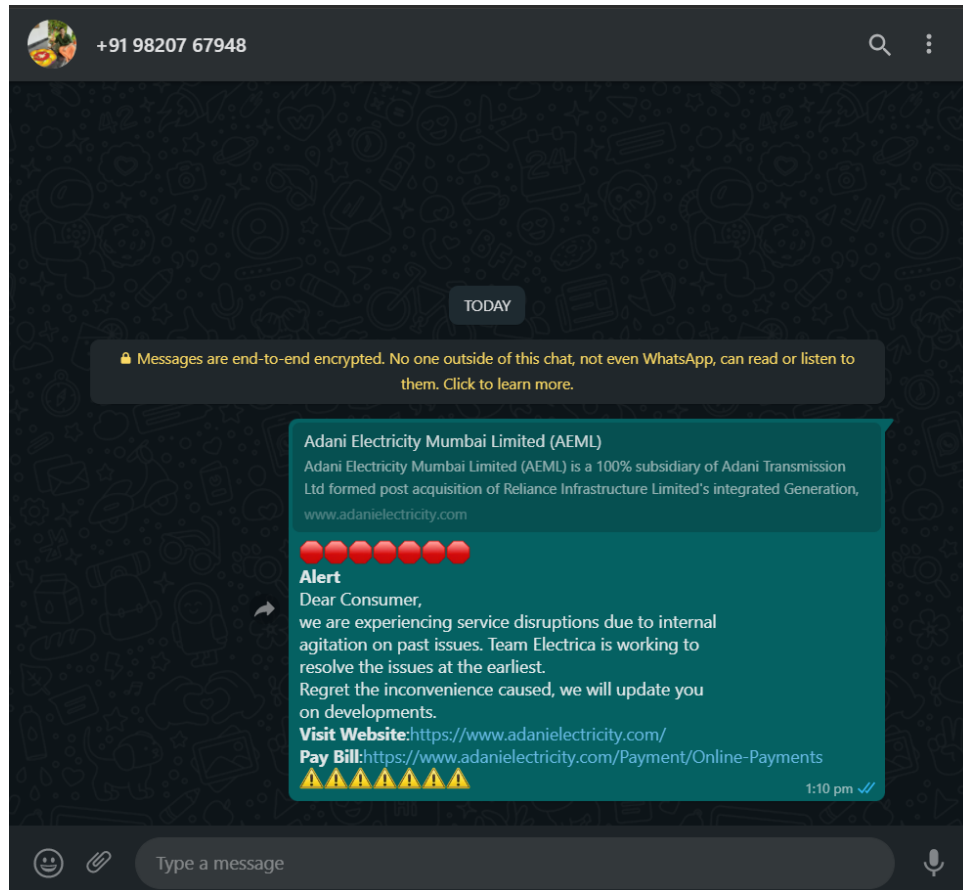 +91 98207 67948
TODAY
Messages are end-to-end encrypted. No one outside of this chat, not even WhatsApp, can read or listen to
them. Click to learn more.
Adani Electricity Mumbai Limited (AEML)
Adani Electricity Mumbai Limited (AEML) is a 100% subsidiary of Adani Transmission
Ltd formed post acquisition of Reliance Infrastructure Limited's integrated Generation,
www.adanielectricity.com
🛑🛑🛑🛑🛑🛑🛑
Alert
Dear Consumer,
we are experiencing service disruptions due to internal
agitation on past issues. Team Electrica is working to
resolve the issues at the earliest.
Regret the inconvenience caused, we will update you
on developments.
Visit Website:https://www.adanielectricity.com/
Pay Bill:https://www.adanielectricity.com/Payment/Online-Payments
⚠️⚠️⚠️⚠️⚠️⚠️⚠️
1:10 pm
Type a message